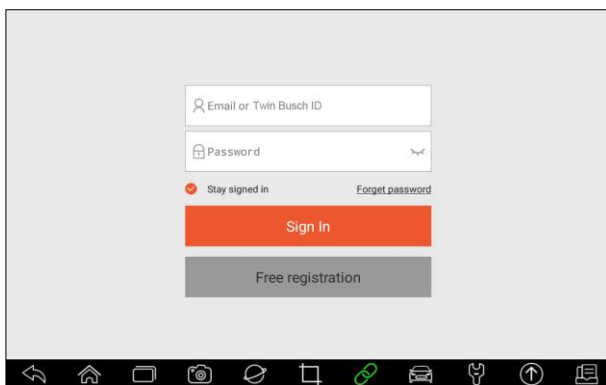 Email or Twin Busch ID
Password
Stay signed in Forget password
Sign In
Free registration